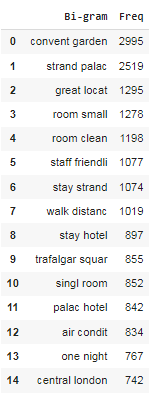 Bi-gram Freq
0 convent garden 2995
1 strand palac 2519
2 great locat 1295
3 room small 1278
4 room clean 1198
5 staff friendli 1077
6 stay strand 1074
7 walk distanc 1019
8 stay hotel 897
9 trafalgar squar 855
10 singl room 852
11 palac hotel 842
12 air condit 834
13 one night 767
14 central london 742